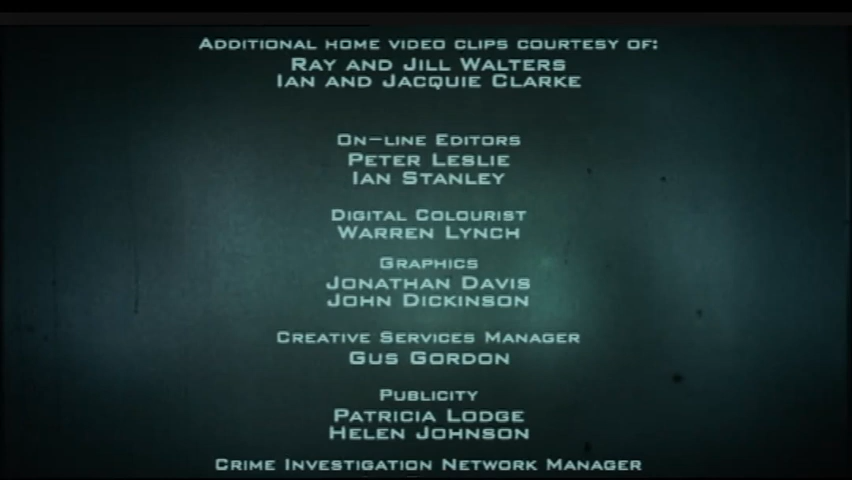 Additional home video clips courtesy of:
Ray and Jill Walters
Ian and Jacquie Clarke
On-line Editors
Peter Leslie
Ian Stanley
Digital Colourist
Warren Lynch
Graphics
Jonathan Davis
John Dickinson
Creative Services Manager
Gus Gordon
Publicity
Patricia Lodge
Helen Johnson
Crime Investigation Network Manager